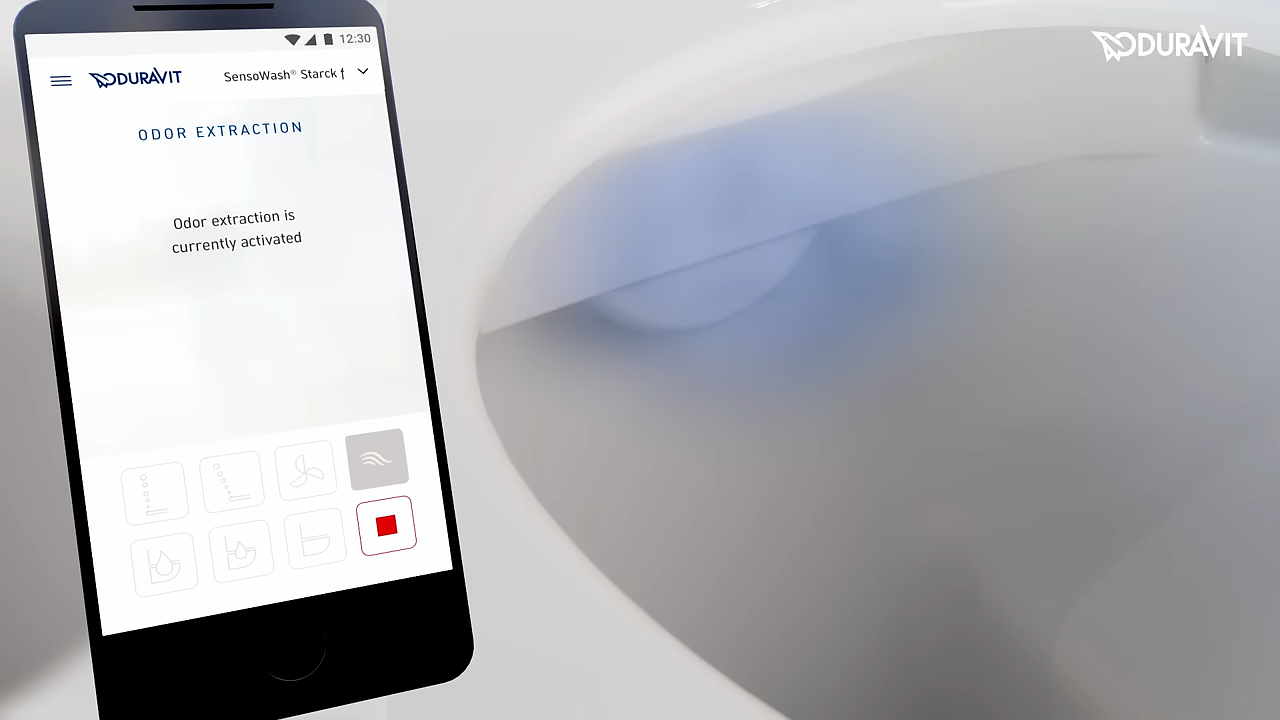 12:30
DURAVIT
SensoWash® Starck f
ODOR EXTRACTION
Odor extraction is
currently activated
DURAVIT